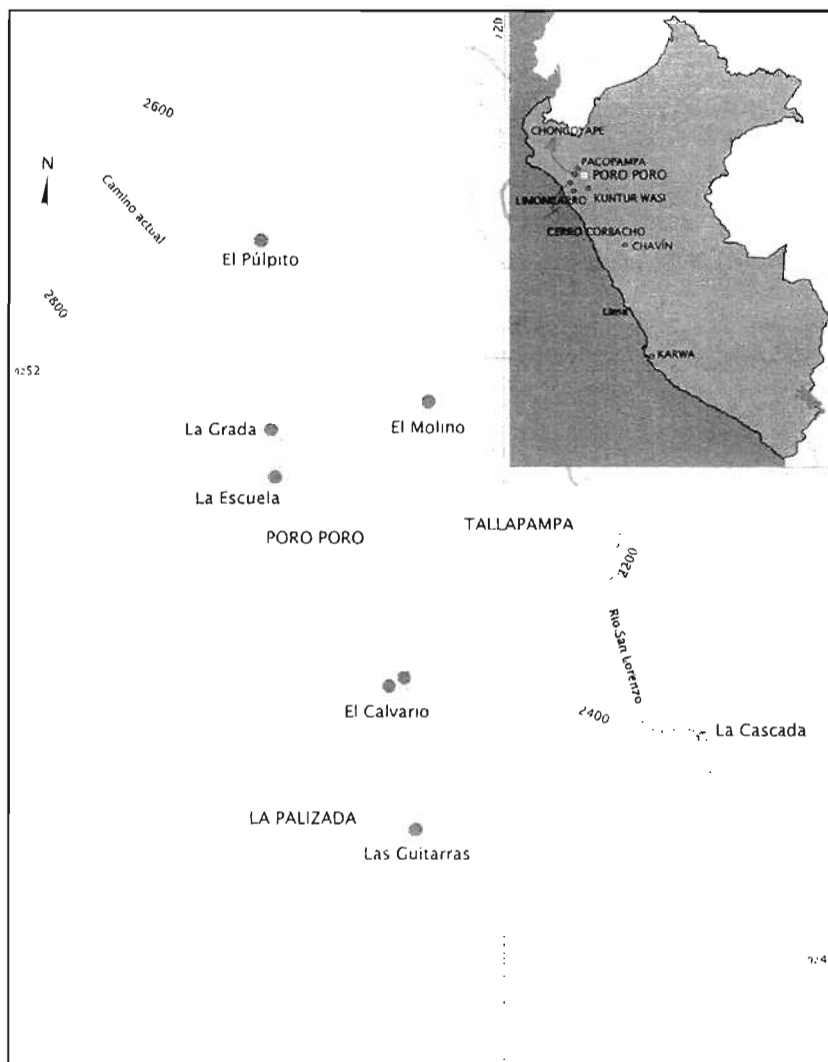 2600
N
Camino actual
El Púlpito
2800
La Grada
El Molino
La Escuela
PORO PORO
TALLAPAMPA
2200
Río San Lorenzo
El Calvario
2400
La Cascada
LA PALIZADA
Las Guitarras
CHONGOYAPE
PACOPAMPA
PORO PORO
LIMONCARRO
KUNTUR WASI
CERRO CORBACHO
CHAVÍN
Lima
KARWA